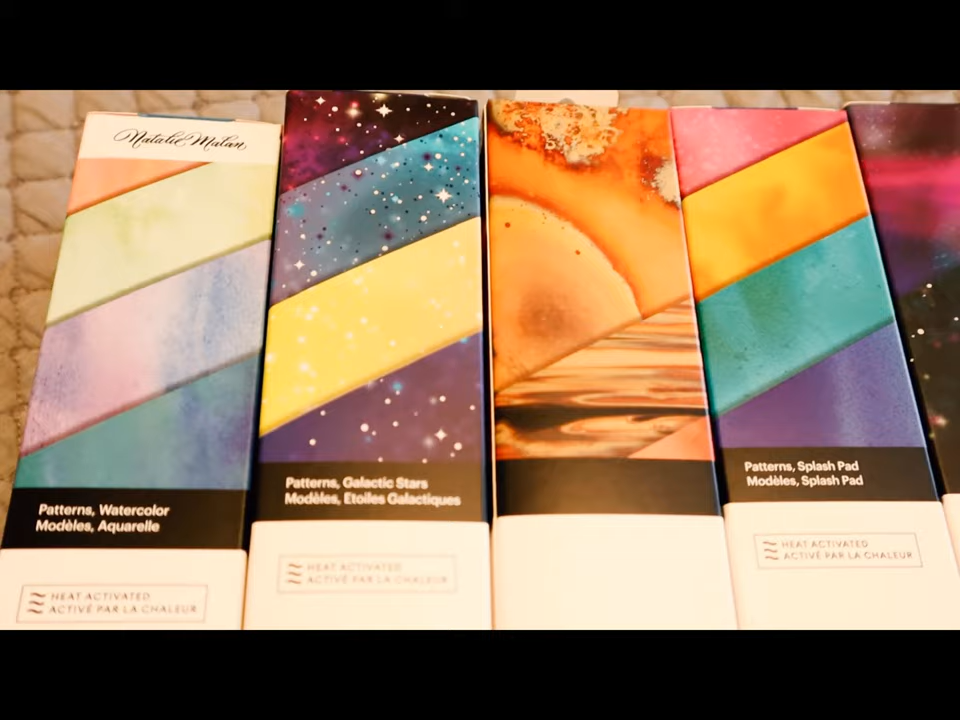 Natalie Malan
Patterns, Watercolor
Modèles, Aquarelle
HEAT ACTIVATED
ACTIVÉ PAR LA CHALEUR
Patterns, Galactic Stars
Modèles, Etoiles Galactiques
HEAT ACTIVATED
ACTIVÉ PAR LA CHALEUR
Patterns, Splash Pad
Modèles, Splash Pad
HEAT ACTIVATED
ACTIVÉ PAR LA CHALEUR